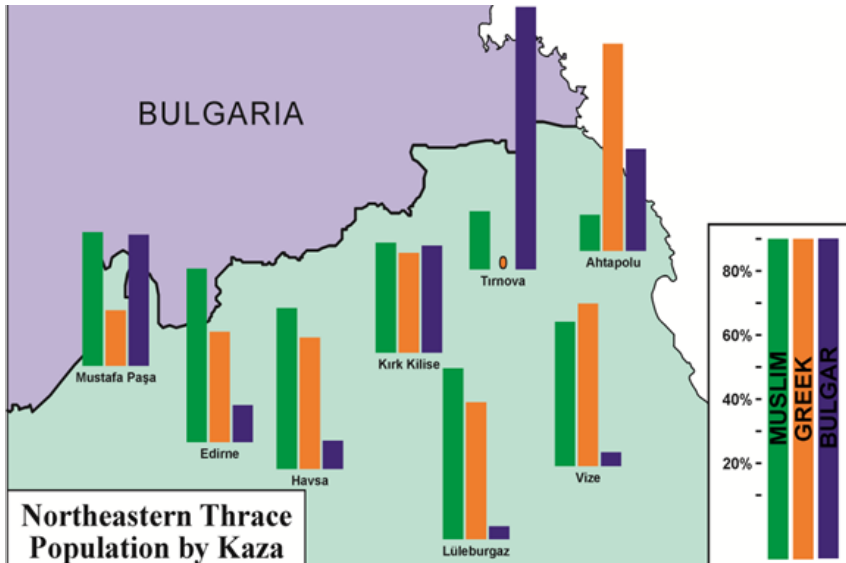 BULGARIA
Mustafa Paşa
Edirne
Havsa
Kırk Kilise
Lüleburgaz
Tırnova
0
Ahtapolu
Vize
80%
60%
40%
20%
MUSLIM
GREEK
BULGAR
Northeastern Thrace
Population by Kaza